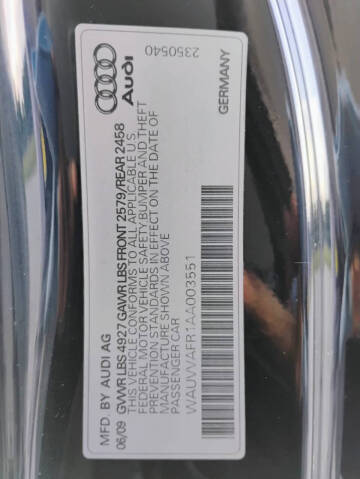 Audi
2350540
GERMANY
MFD. BY AUDI AG
06/09 GVWR LBS 4927 GAWR LBS FRONT 2579/REAR 2458
THIS VEHICLE CONFORMS TO ALL APPLICABLE U.S.
FEDERAL MOTOR VEHICLE SAFETY BUMPER AND THEFT
PREVENTION STANDARDS IN EFFECT ON THE DATE OF
MANUFACTURE SHOWN ABOVE
PASSENGER CAR
WAUVVAFR1AA003551